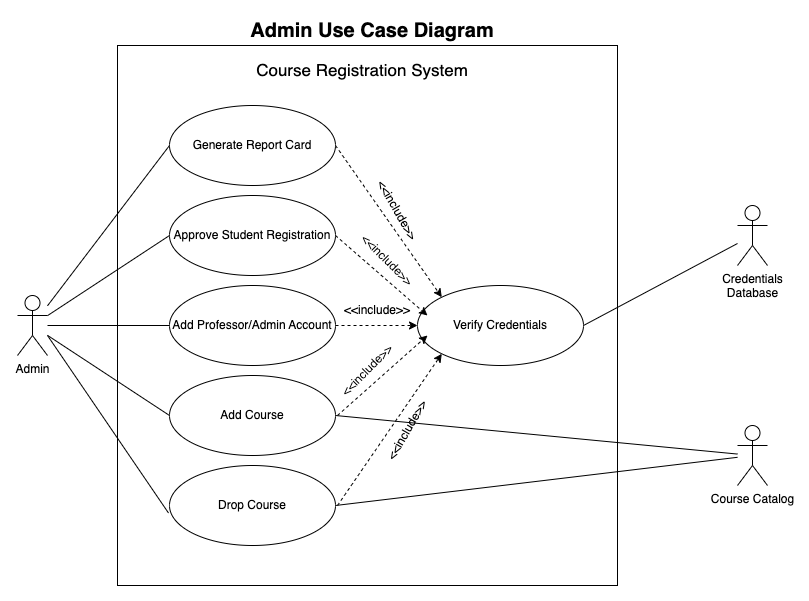 Admin Use Case Diagram
Course Registration System
Generate Report Card
<<include>>
Approve Student Registration
<<include>>
Credentials
Database
Add Professor/Admin Account
<<include>>
Verify Credentials
Admin
<<include>>
Add Course
<<include>>
Course Catalog
Drop Course